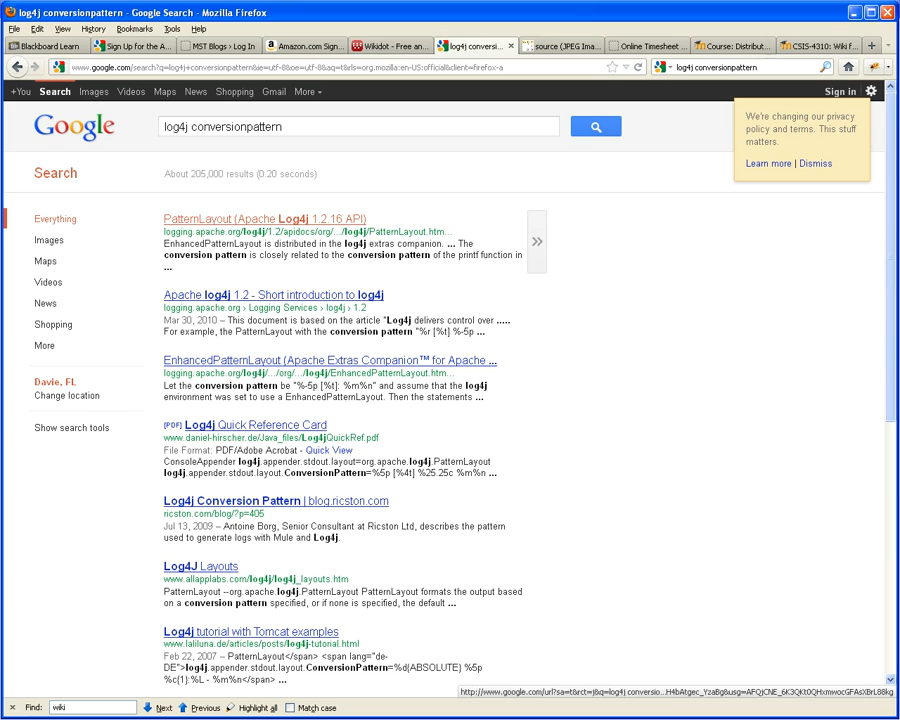 log4j conversionpattern - Google Search - Mozilla Firefox
File Edit View History Bookmarks Tools Help
Blackboard Learn Sign Up for the A... MST Blogs › Log In Amazon.com Sign... Wikidot - Free an... log4j conversi... source (JPEG Ima... Online Timesheet ... Course: Distribut... CSIS-4310: Wiki f...
www.google.com/search?q=log4j+conversionpattern&ie=utf-8&oe=utf-8&aq=t&rls=org.mozilla:en-US:official&client=firefox-a log4j conversionpattern
+You Search Images Videos Maps News Shopping Gmail More Sign in
We're changing our privacy
policy and terms. This stuff
matters.
Learn more | Dismiss
Google log4j conversionpattern
Search About 205,000 results (0.20 seconds)
Everything
Images
Maps
Videos
News
Shopping
More
Davie, FL
Change location
Show search tools
PatternLayout (Apache Log4j 1.2.16 API)
logging.apache.org/log4j/1.2/apidocs/org/.../log4j/PatternLayout.htm...
EnhancedPatternLayout is distributed in the log4j extras companion. ... The
conversion pattern is closely related to the conversion pattern of the printf function in
...
Apache log4j 1.2 - Short introduction to log4j
logging.apache.org › Logging Services › log4j › 1.2
Mar 30, 2010 – This document is based on the article "Log4j delivers control over .....
For example, the PatternLayout with the conversion pattern "%r [%t] %-5p ...
EnhancedPatternLayout (Apache Extras Companion™ for Apache ...
logging.apache.org/log4j/.../org/.../log4j/EnhancedPatternLayout.htm...
Let the conversion pattern be "%-5p [%t]: %m%n" and assume that the log4j
environment was set to use a EnhancedPatternLayout. Then the statements ...
[PDF] Log4j Quick Reference Card
www.daniel-hirscher.de/Java_files/Log4jQuickRef.pdf
File Format: PDF/Adobe Acrobat - Quick View
ConsoleAppender log4j.appender.stdout.layout=org.apache.log4j.PatternLayout
log4j.appender.stdout.layout.ConversionPattern=%5p [%4t] %25.25c %m%n ...
Log4j Conversion Pattern | blog.ricston.com
ricston.com/blog/?p=405
Jul 13, 2009 – Antoine Borg, Senior Consultant at Ricston Ltd, describes the pattern
used to generate logs with Mule and Log4j.
Log4J Layouts
www.allapplabs.com/log4j/log4j_layouts.htm
PatternLayout --org.apache.log4j.PatternLayout PatternLayout formats the output based
on a conversion pattern specified, or if none is specified, the default ...
Log4j tutorial with Tomcat examples
www.laliluna.de/articles/posts/log4j-tutorial.html
Feb 22, 2007 – PatternLayout</span> <span lang="de-
DE">log4j.appender.stdout.layout.ConversionPattern=%d{ABSOLUTE} %5p
%c{1}:%L - %m%n</span> ...
Find: wiki Next Previous Highlight all Match case